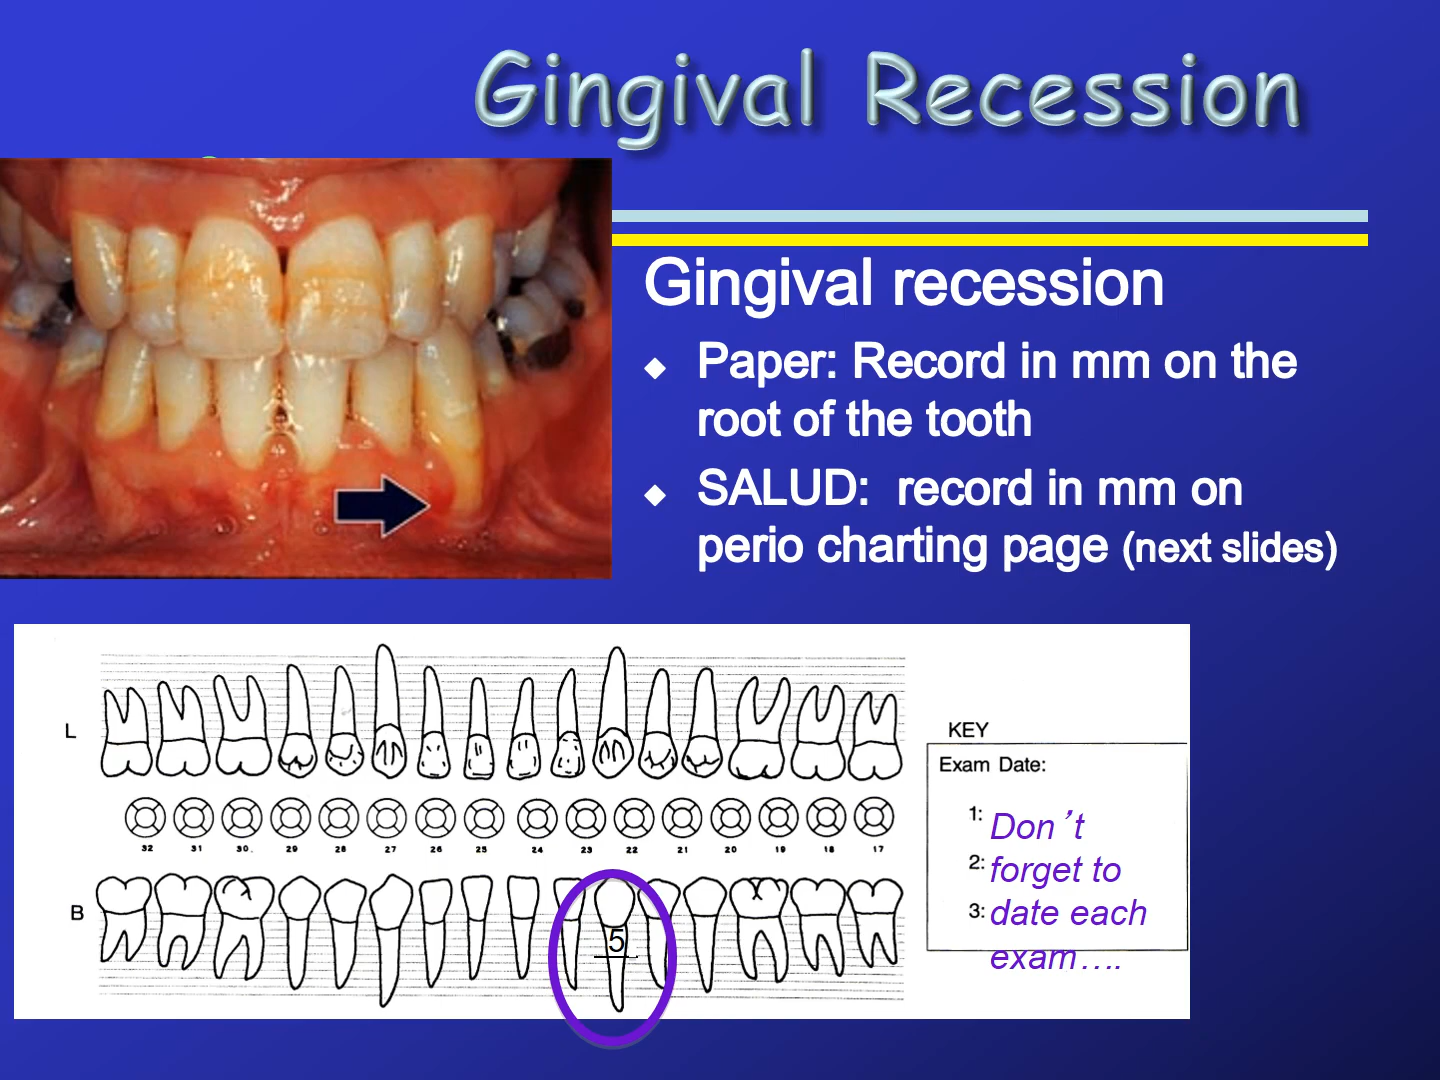 Gingival Recession
Gingival recession
Paper: Record in mm on the
root of the tooth
SALUD: record in mm on
perio charting page (next slides)
L
32 31 30 29 28 27 26 25 24 23 22 21 20 19 18 17
B
5
KEY
Exam Date:
1:
2:
3:
Don’t
forget to
date each
exam….